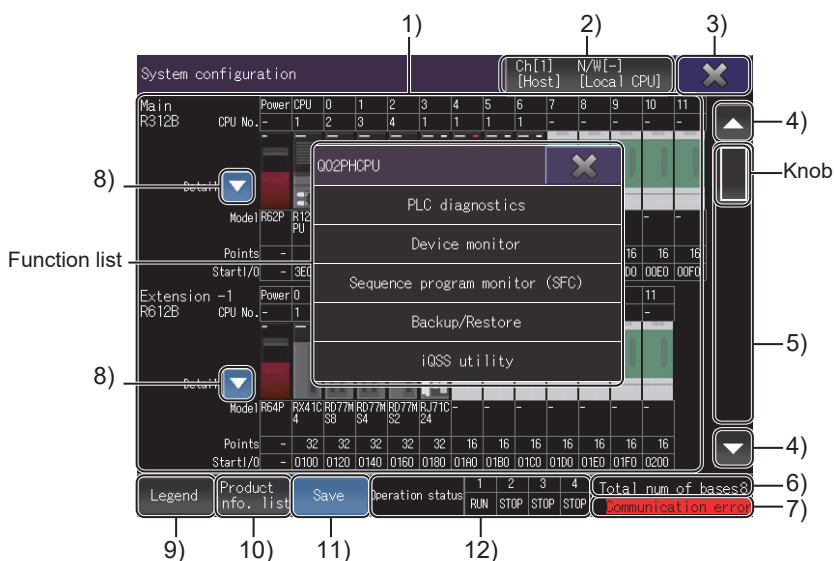 1)
2)
3)
System configuration
Ch[1] N/W[-]
[Host] [Local CPU]
Main
R312B
Power CPU 0 1 2 3 4 5 6 7 8 9 10 11
CPU No. - 1 2 3 4 1 1 1 1 - - - - -
4)
Knob
8)
Detail
Q02PHCPU
PLC diagnostics
Device monitor
Sequence program monitor (SFC)
Backup/Restore
iQSS utility
Function list
Model R62P R12 PU - -
Points - 16 16 16
StartI/O - 3E0 D0 00E0 00F0
Extension -1
R612B
Power 0 11
CPU No. - 1 -
5)
8)
Detail
Model R64P RX41C4 RD77MS8 RD77MS4 RD77MS2 RJ71C24 - - - - - - -
Points - 32 32 32 32 32 16 16 16 16 16 16 16
StartI/O - 0100 0120 0140 0160 0180 01A0 01B0 01C0 01D0 01E0 01F0 0200
4)
Legend
Product
nfo. list
Save
Operation status
1 2 3 4
RUN STOP STOP STOP
Total num of bases8
6)
Communication error
7)
9)
10)
11)
12)